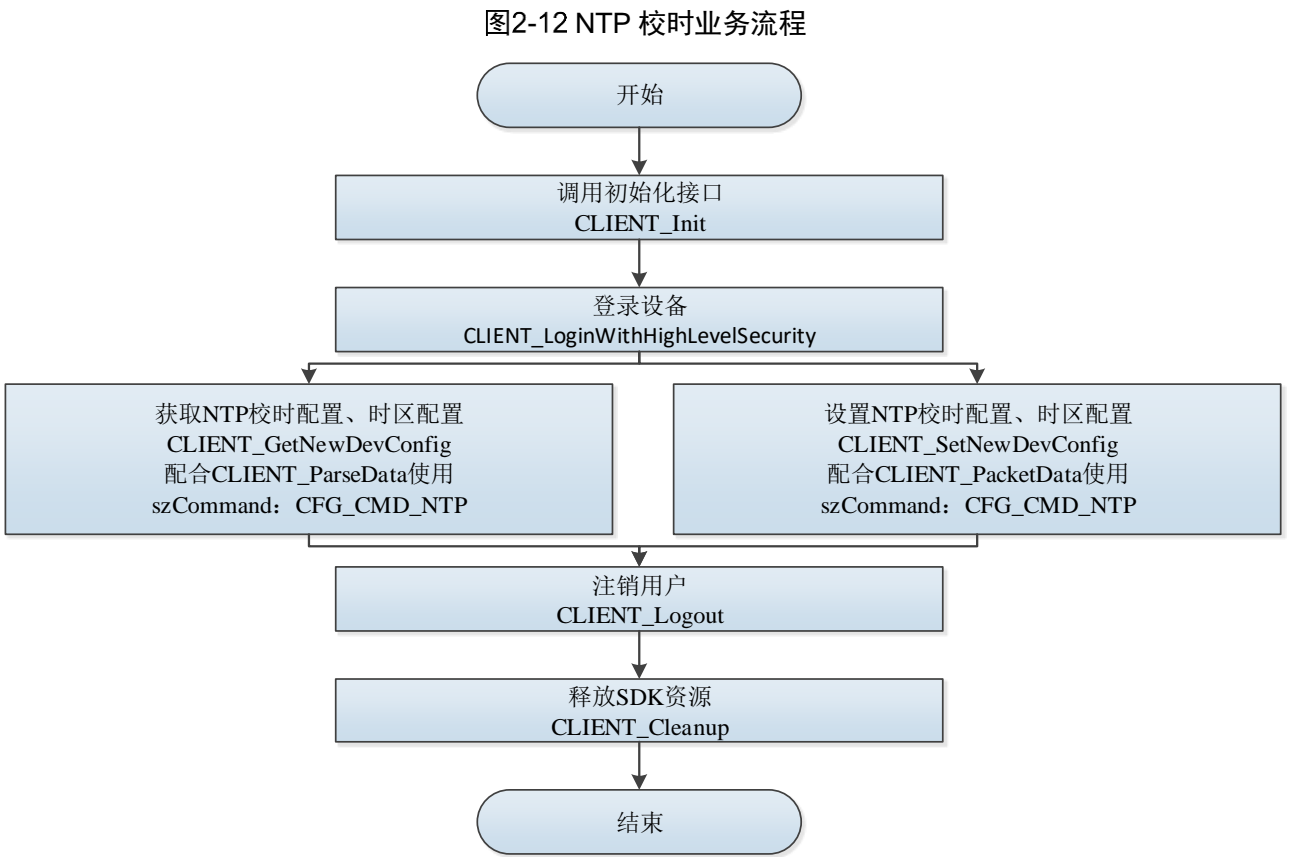 图2-12 NTP 校时业务流程
开始
调用初始化接口
CLIENT_Init
登录设备
CLIENT_LoginWithHighLevelSecurity
获取NTP校时配置、时区配置
CLIENT_GetNewDevConfig
配合CLIENT_ParseData使用
szCommand：CFG_CMD_NTP
设置NTP校时配置、时区配置
CLIENT_SetNewDevConfig
配合CLIENT_PacketData使用
szCommand：CFG_CMD_NTP
注销用户
CLIENT_Logout
释放SDK资源
CLIENT_Cleanup
结束